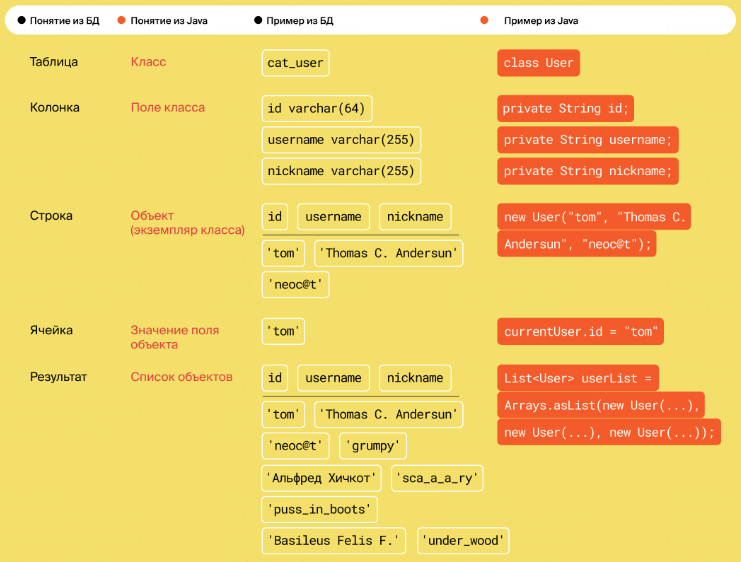 Понятие из БД Понятие из Java Пример из БД Пример из Java
Таблица Класс cat_user class User
Колонка Поле класса id varchar(64) private String id;
username varchar(255) private String username;
nickname varchar(255) private String nickname;
Строка Объект (экземпляр класса) id username nickname new User("tom", "Thomas C.
'tom' 'Thomas C. Andersun' Andersun", "neoc@t");
'neoc@t'
Ячейка Значение поля объекта 'tom' currentUser.id = "tom"
Результат Список объектов id username nickname List<User> userList =
'tom' 'Thomas C. Andersun' Arrays.asList(new User(...),
'neoc@t' 'grumpy' new User(...), new User(...));
'Альфред Хичкот' 'sca_a_a_ry'
'puss_in_boots'
'Basileus Felis F.' 'under_wood'